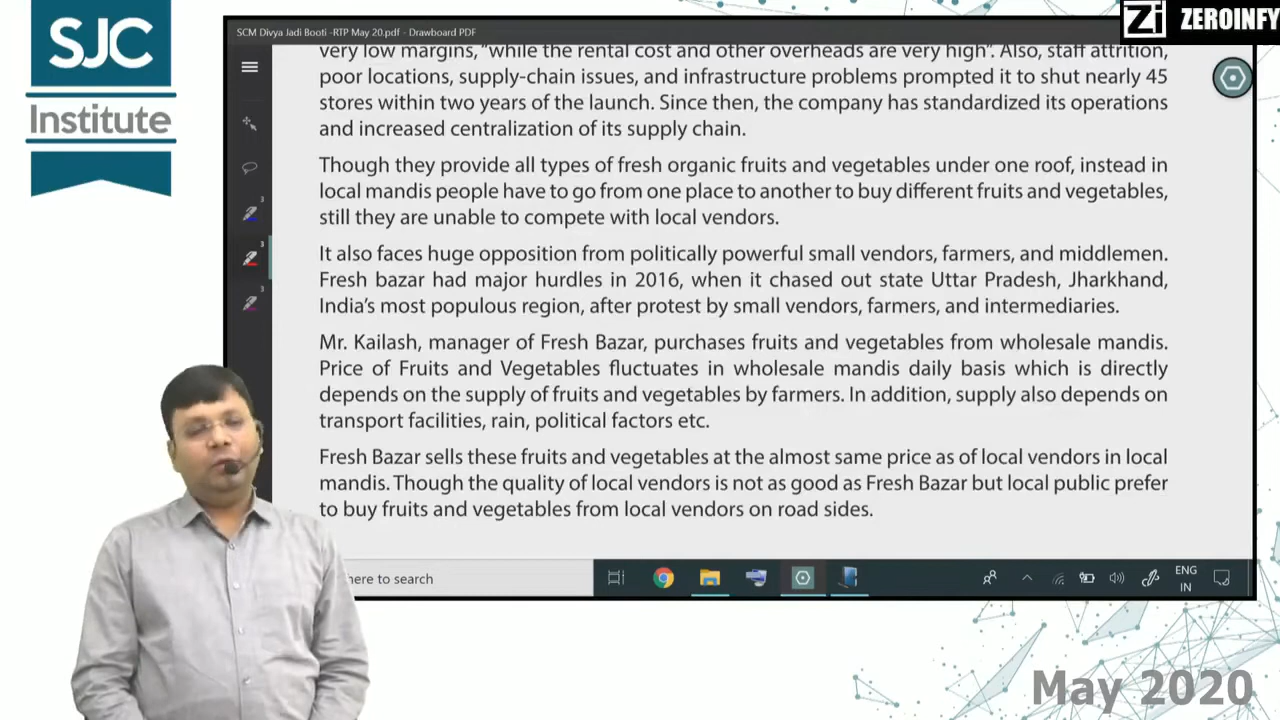 SJC
Institute
SCM Divya Jadi Booti -RTP May 20.pdf - Drawboard PDF
Zi ZEROINFY
very low margins, “while the rental cost and other overheads are very high”. Also, staff attrition,
poor locations, supply-chain issues, and infrastructure problems prompted it to shut nearly 45
stores within two years of the launch. Since then, the company has standardized its operations
and increased centralization of its supply chain.
Though they provide all types of fresh organic fruits and vegetables under one roof, instead in
local mandis people have to go from one place to another to buy different fruits and vegetables,
still they are unable to compete with local vendors.
It also faces huge opposition from politically powerful small vendors, farmers, and middlemen.
Fresh bazar had major hurdles in 2016, when it chased out state Uttar Pradesh, Jharkhand,
India’s most populous region, after protest by small vendors, farmers, and intermediaries.
Mr. Kailash, manager of Fresh Bazar, purchases fruits and vegetables from wholesale mandis.
Price of Fruits and Vegetables fluctuates in wholesale mandis daily basis which is directly
depends on the supply of fruits and vegetables by farmers. In addition, supply also depends on
transport facilities, rain, political factors etc.
Fresh Bazar sells these fruits and vegetables at the almost same price as of local vendors in local
mandis. Though the quality of local vendors is not as good as Fresh Bazar but local public prefer
to buy fruits and vegetables from local vendors on road sides.
3
3
3
here to search
ENG
IN
May 2020